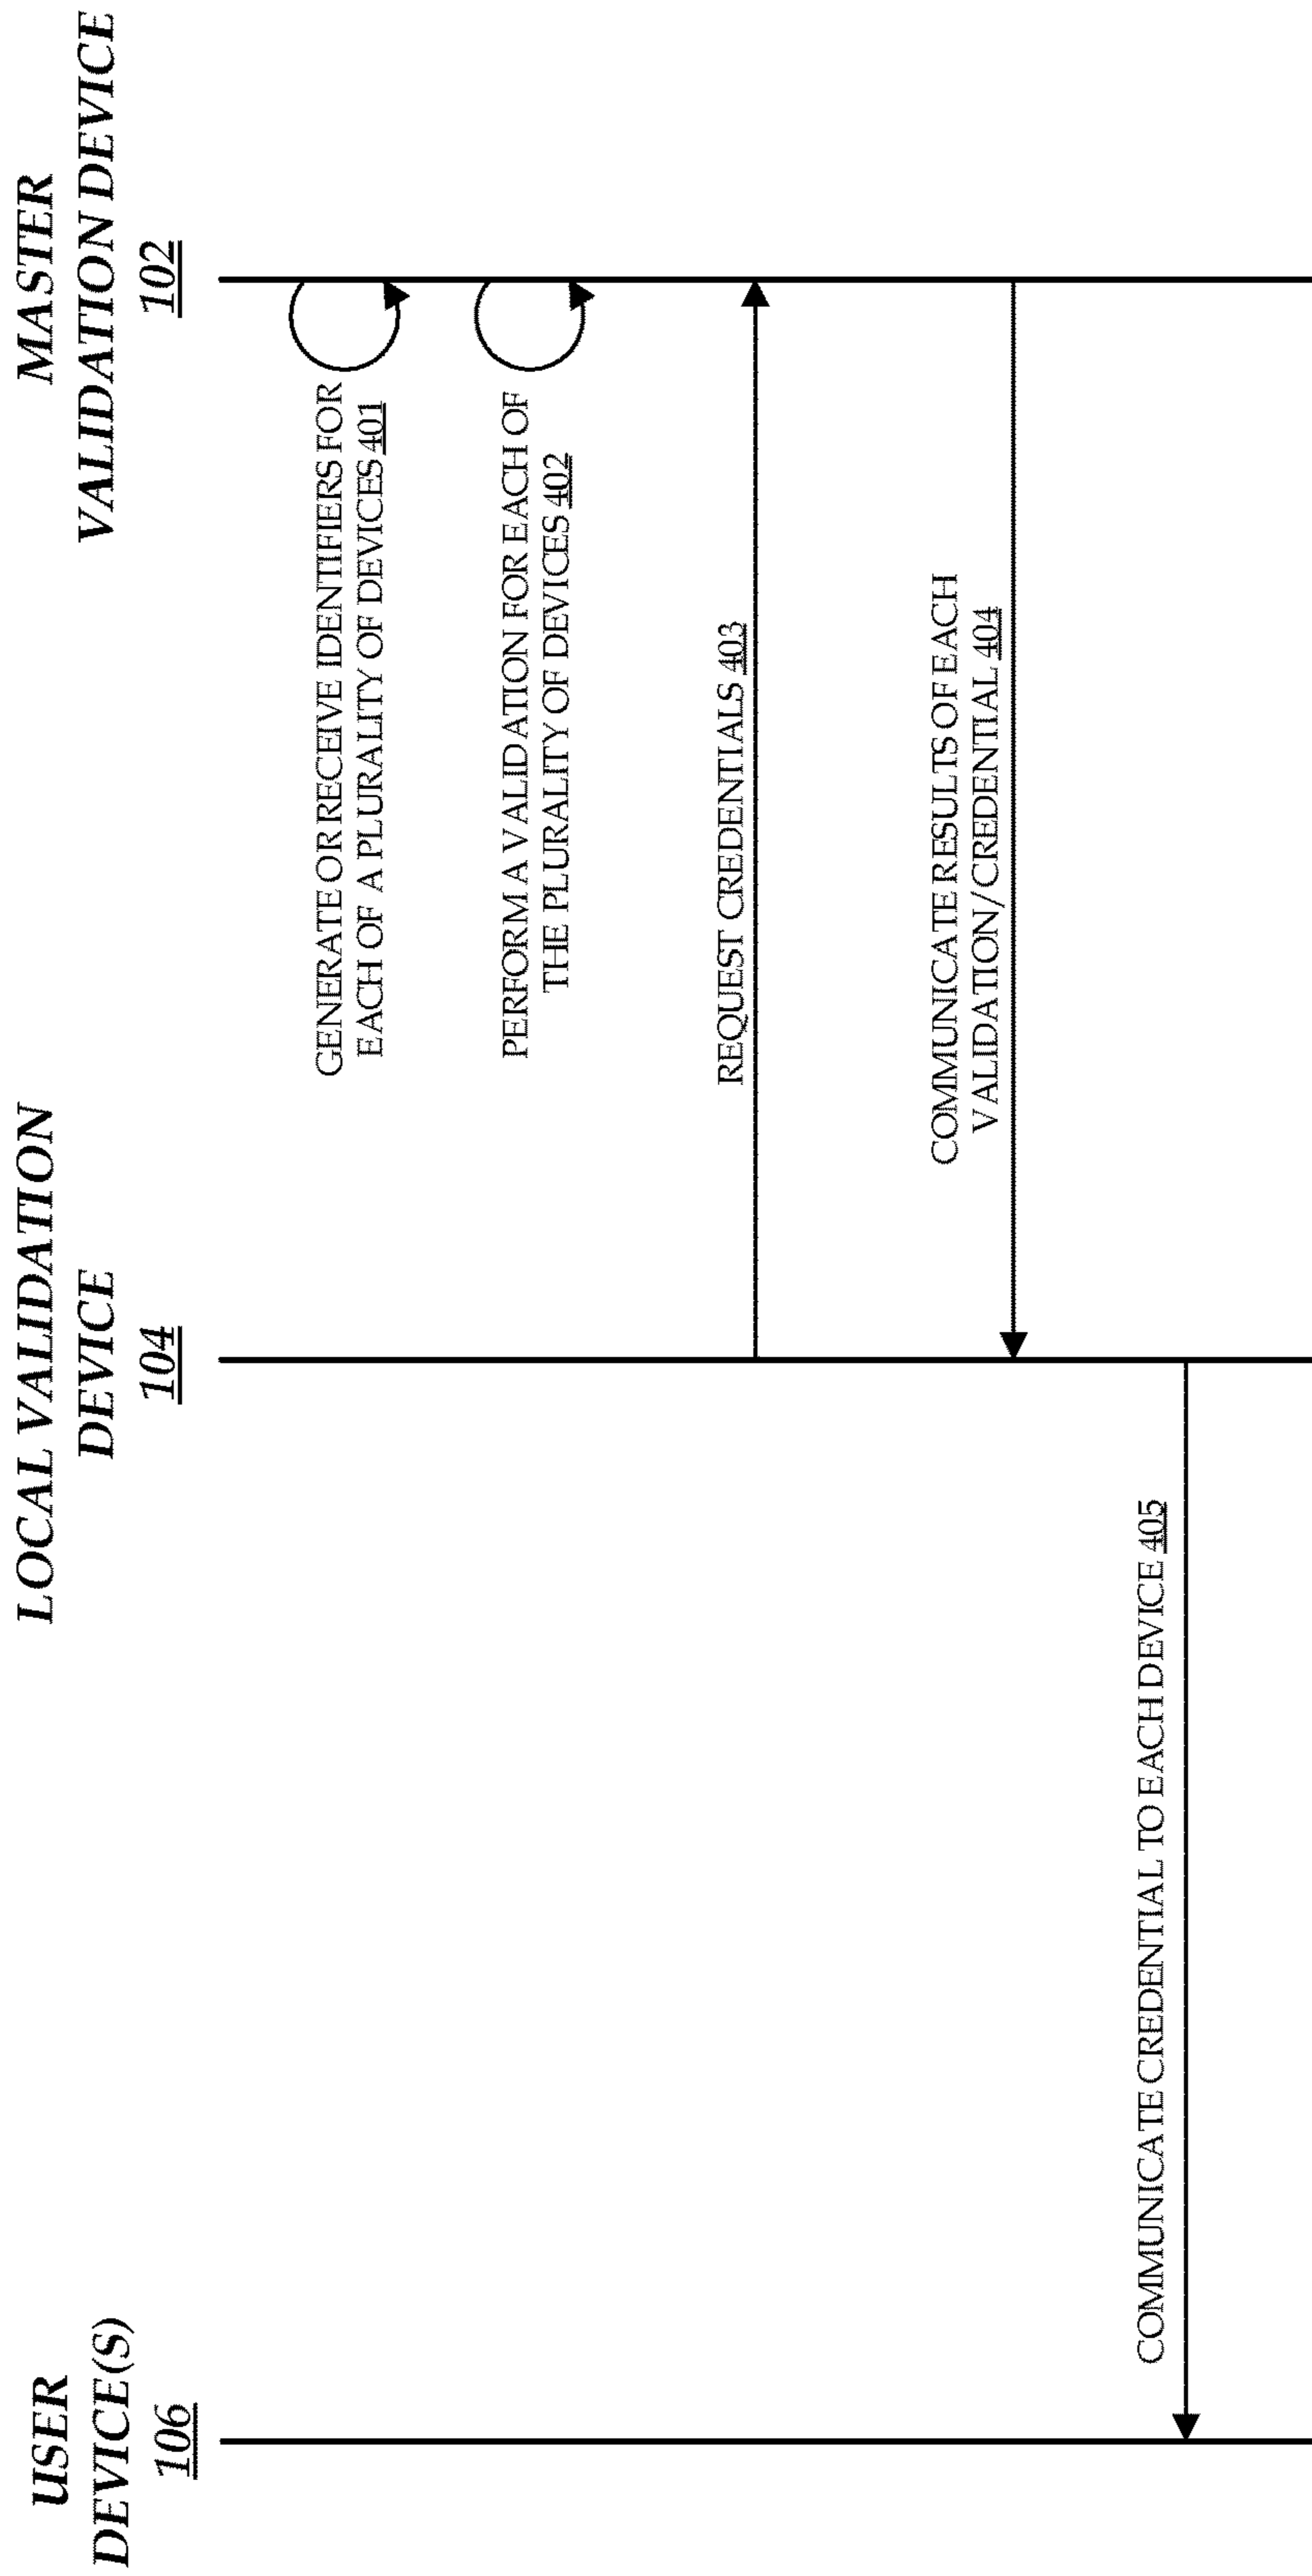 USER
DEVICE(S)
106
LOCAL VALIDATION
DEVICE
104
MASTER
VALIDATION DEVICE
102
GENERATE OR RECEIVE IDENTIFIERS FOR
EACH OF A PLURALITY OF DEVICES 401
PERFORM A VALIDATION FOR EACH OF
THE PLURALITY OF DEVICES 402
REQUEST CREDENTIALS 403
COMMUNICATE RESULTS OF EACH
VALIDATION/CREDENTIAL 404
COMMUNICATE CREDENTIAL TO EACH DEVICE 405